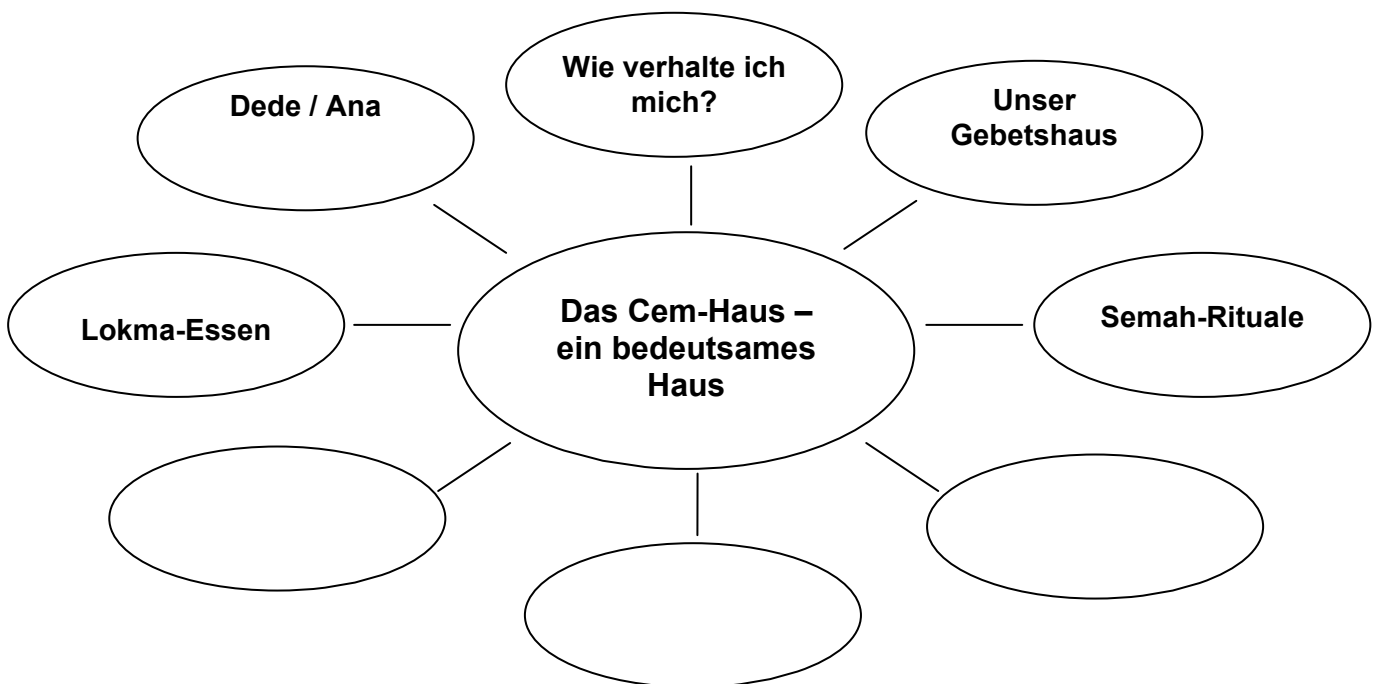 Wie verhalte ich
mich?
Dede / Ana
Unser
Gebetshaus
Lokma-Essen
Das Cem-Haus –
ein bedeutsames
Haus
Semah-Rituale